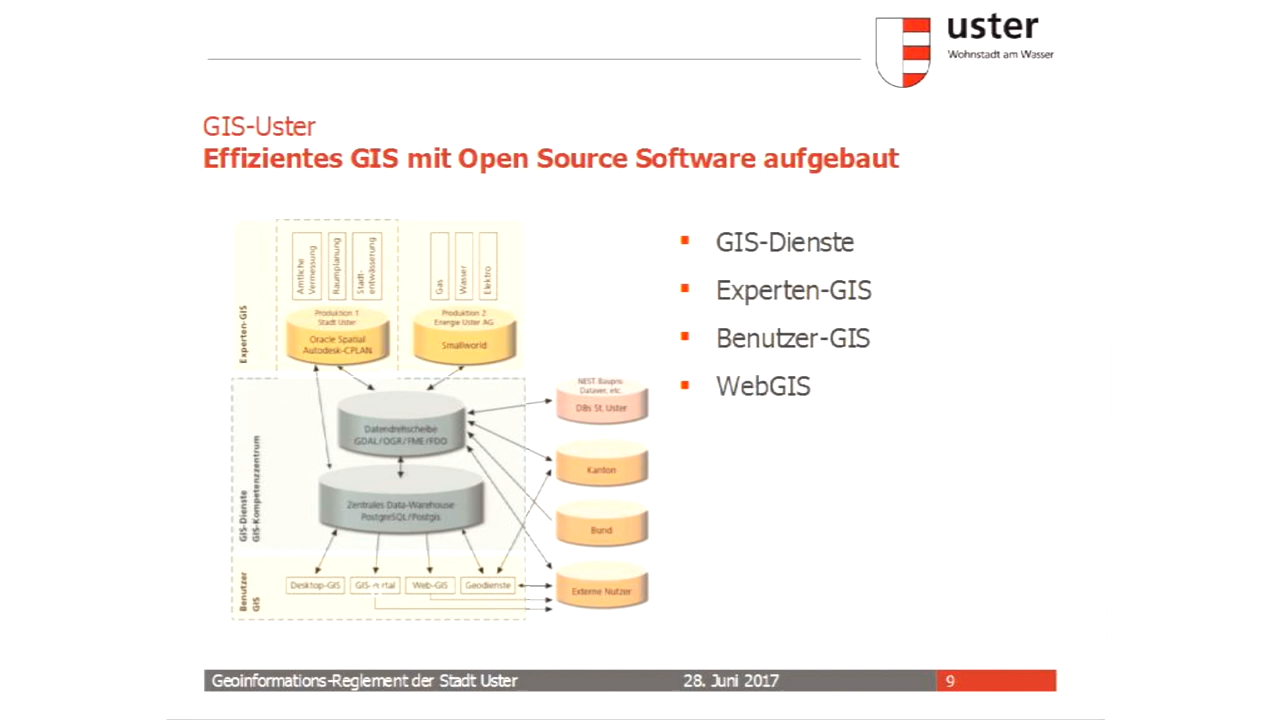 uster
Wohnstadt am Wasser
GIS-Uster
Effizientes GIS mit Open Source Software aufgebaut
Experten-GIS
Amtliche
Vermessung
Raumplanung
Stadt-
entwässerung
Gas
Wasser
Elektro
Produktion 1
Stadt Uster
Oracle Spatial
Autodesk-CPLAN
Produktion 2
Energie Uster AG
Smallworld
GIS-Dienste
GIS-Kompetenzzentrum
Datendrehscheibe
GDAL/OGR/FME/FDO
Zentrales Data-Warehouse
PostgreSQL/Postgis
NEST, Baupro
Dataver, etc.
DBs St. Uster
Kanton
Bund
Externe Nutzer
Benutzer
GIS
Desktop-GIS
GIS-Portal
Web-GIS
Geodienste
▪ GIS-Dienste
▪ Experten-GIS
▪ Benutzer-GIS
▪ WebGIS
Geoinformations-Reglement der Stadt Uster
28. Juni 2017
9